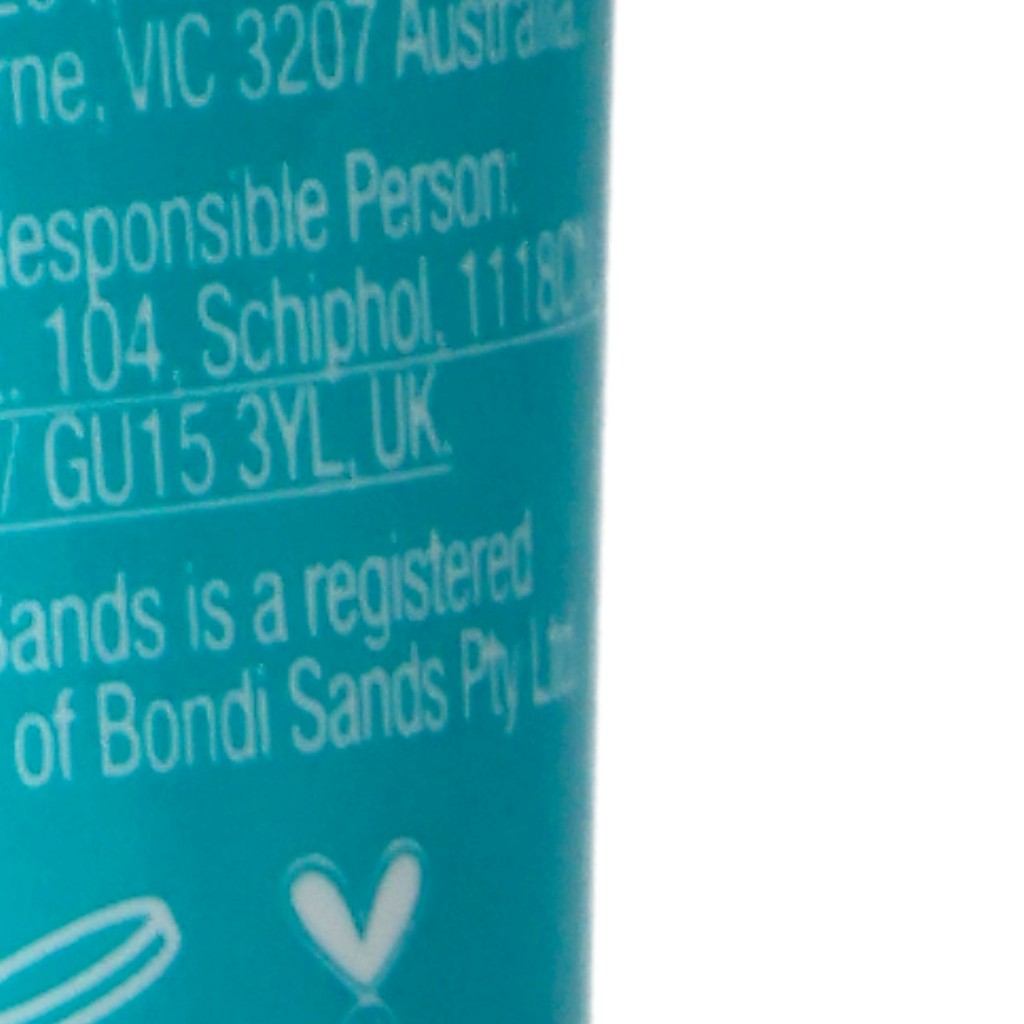 rne, VIC 3207 Australia.
Responsible Person:
104, Schiphol, 1118CN
GU15 3YL, UK.
Sands is a registered
of Bondi Sands Pty Ltd.